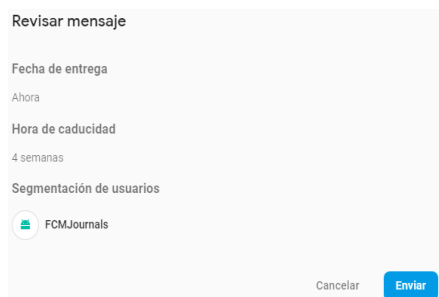 Revisar mensaje
Fecha de entrega
Ahora
Hora de caducidad
4 semanas
Segmentación de usuarios
FCMJournals
Cancelar Enviar